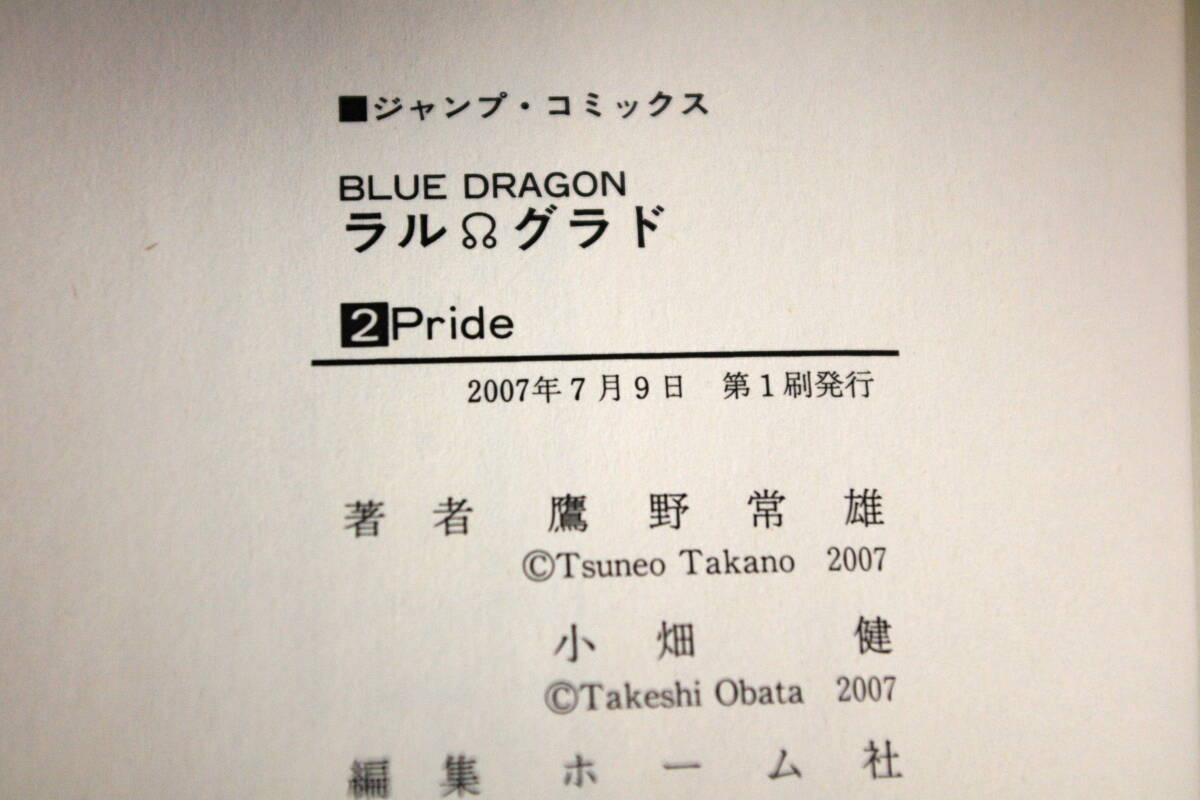 ■ジャンプ・コミックス
BLUE DRAGON
ラル☊グラド
2 Pride
2007年7月9日 第1刷発行
著者 鷹野常雄
©Tsuneo Takano 2007
小畑 健
©Takeshi Obata 2007
編集 ホーム社